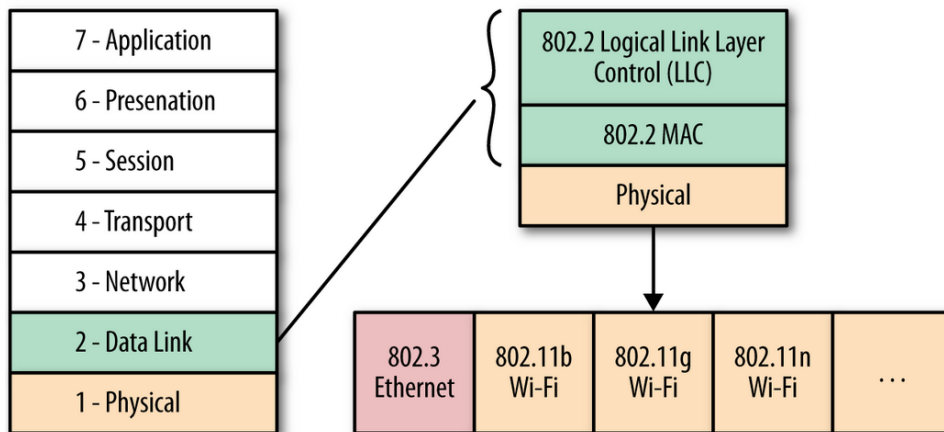 7 - Application
6 - Presenation
5 - Session
4 - Transport
3 - Network
2 - Data Link
1 - Physical
802.2 Logical Link Layer
Control (LLC)
802.2 MAC
Physical
802.3
Ethernet
802.11b
Wi-Fi
802.11g
Wi-Fi
802.11n
Wi-Fi
...